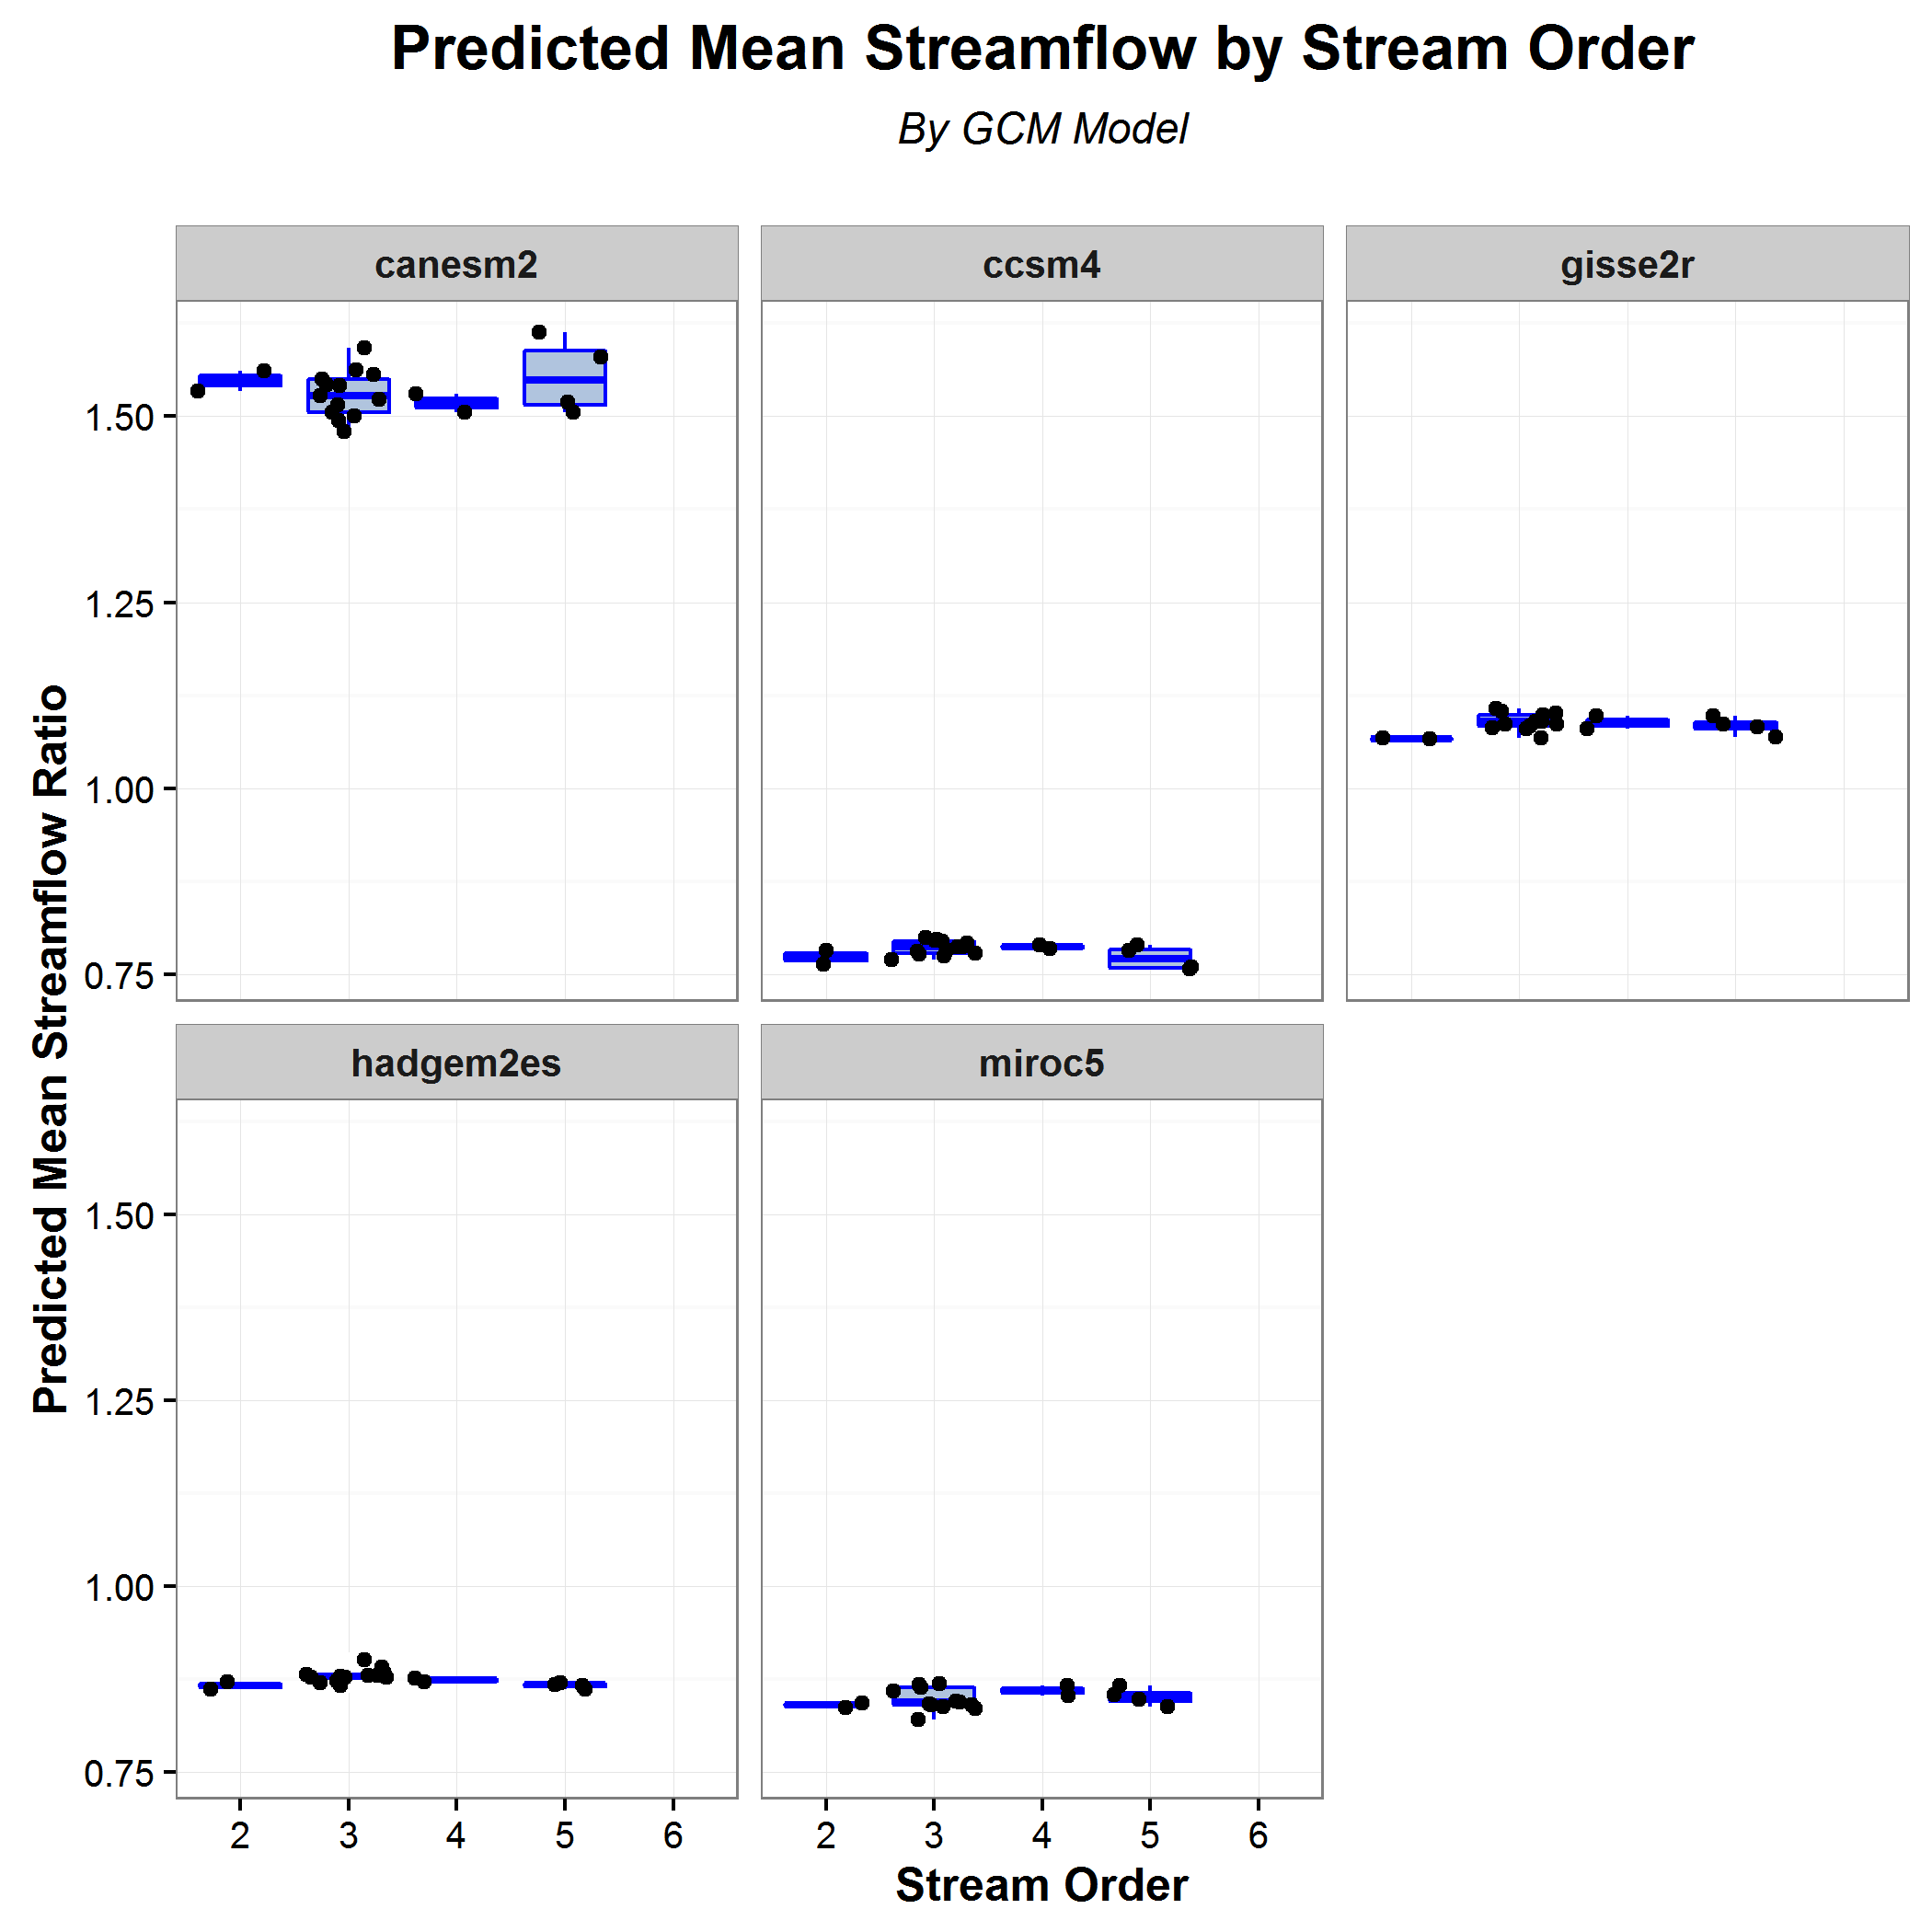 Predicted Mean Streamflow by Stream Order
By GCM Model
canesm2
ccsm4
gisse2r
1.50
1.25
1.00
0.75
hadgem2es
miroc5
1.50
1.25
1.00
0.75
Predicted Mean Streamflow Ratio
2 3 4 5 6
2 3 4 5 6
Stream Order